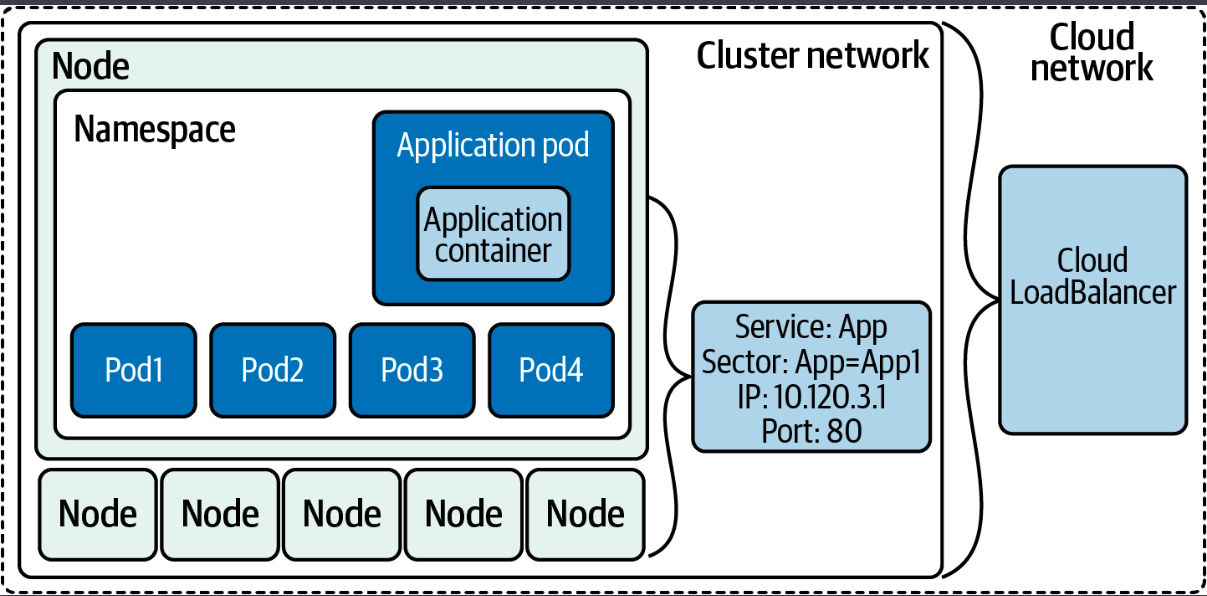 Node
Cluster network
Cloud
network
Namespace
Application pod
Application
container
Pod1
Pod2
Pod3
Pod4
Service: App
Sector: App=App1
IP: 10.120.3.1
Port: 80
Cloud
LoadBalancer
Node
Node
Node
Node
Node